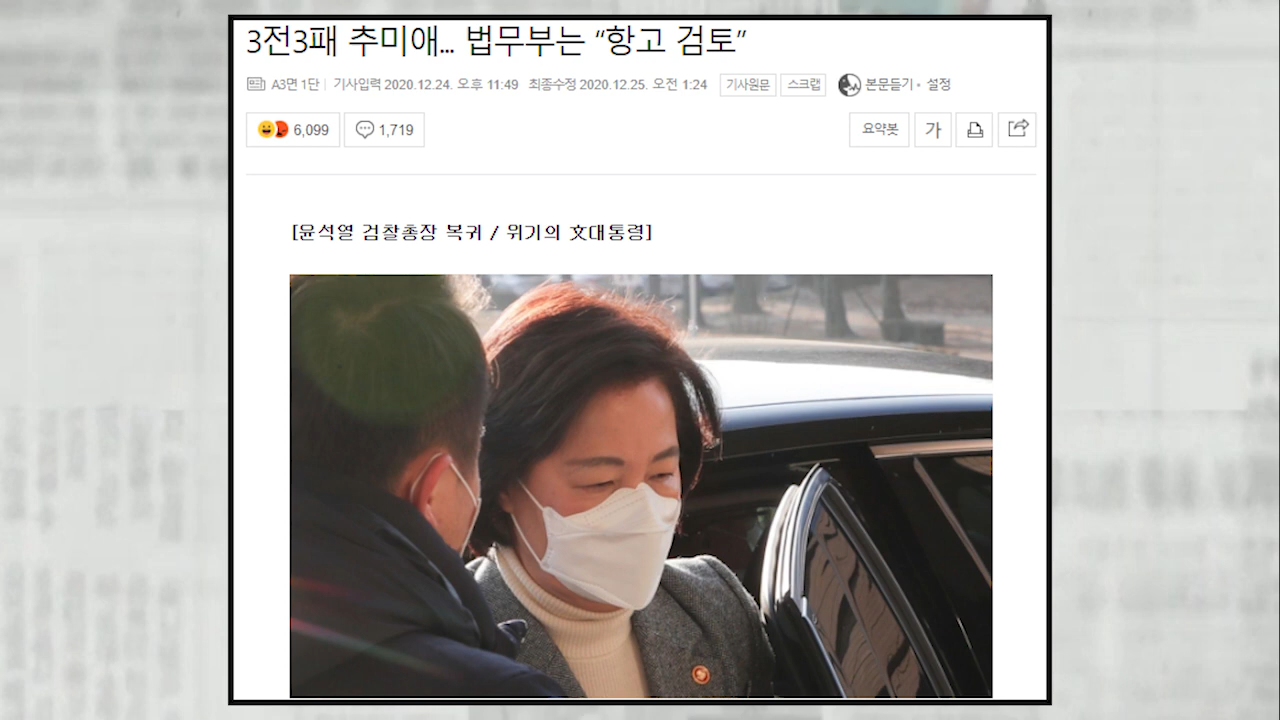 3전3패 추미애... 법무부는 “항고 검토”
A3면 1단 기사입력 2020.12.24. 오후 11:49 최종수정 2020.12.25. 오전 1:24 기사원문 스크랩 본문듣기 · 설정
6,099 1,719 요약봇 가
[윤석열 검찰총장 복귀 / 위기의 文대통령]